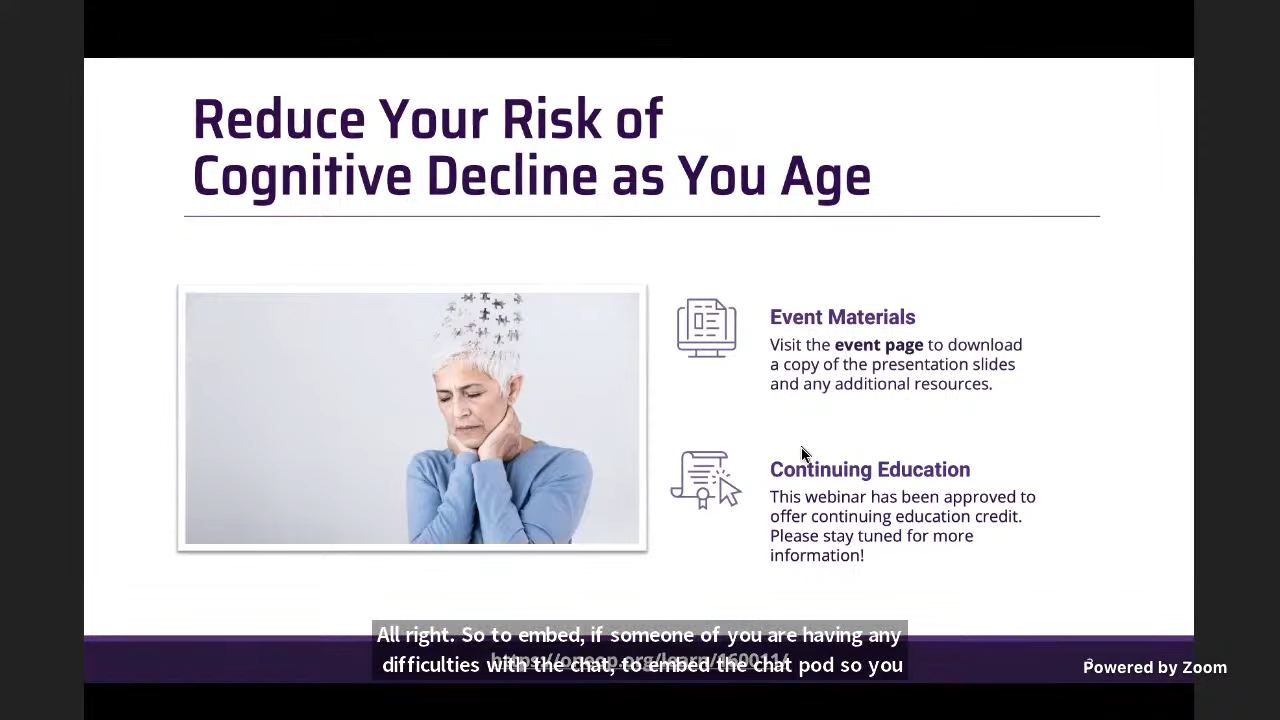 Reduce Your Risk of
Cognitive Decline as You Age
Event Materials
Visit the event page to download
a copy of the presentation slides
and any additional resources.
Continuing Education
This webinar has been approved to
offer continuing education credit.
Please stay tuned for more
information!
All right. So to embed, if someone of you are having any
difficulties with the chat, to embed the chat pod so you
Powered by Zoom